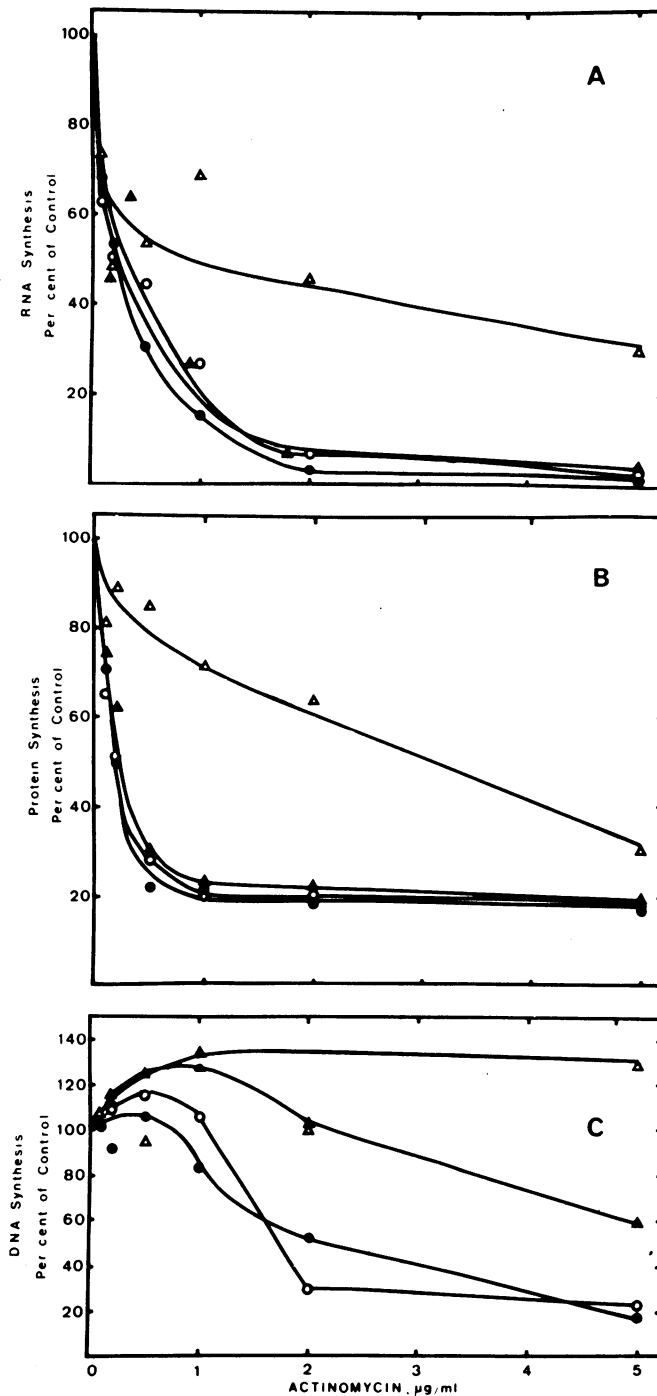 A
100
80
60
40
20
RNA Synthesis
Per cent of Control
B
100
80
60
40
20
Protein Synthesis
Per cent of Control
C
140
120
100
80
60
40
20
DNA Synthesis
Per cent of Control
0 1 2 3 4 5
ACTINOMYCIN, μg/ml